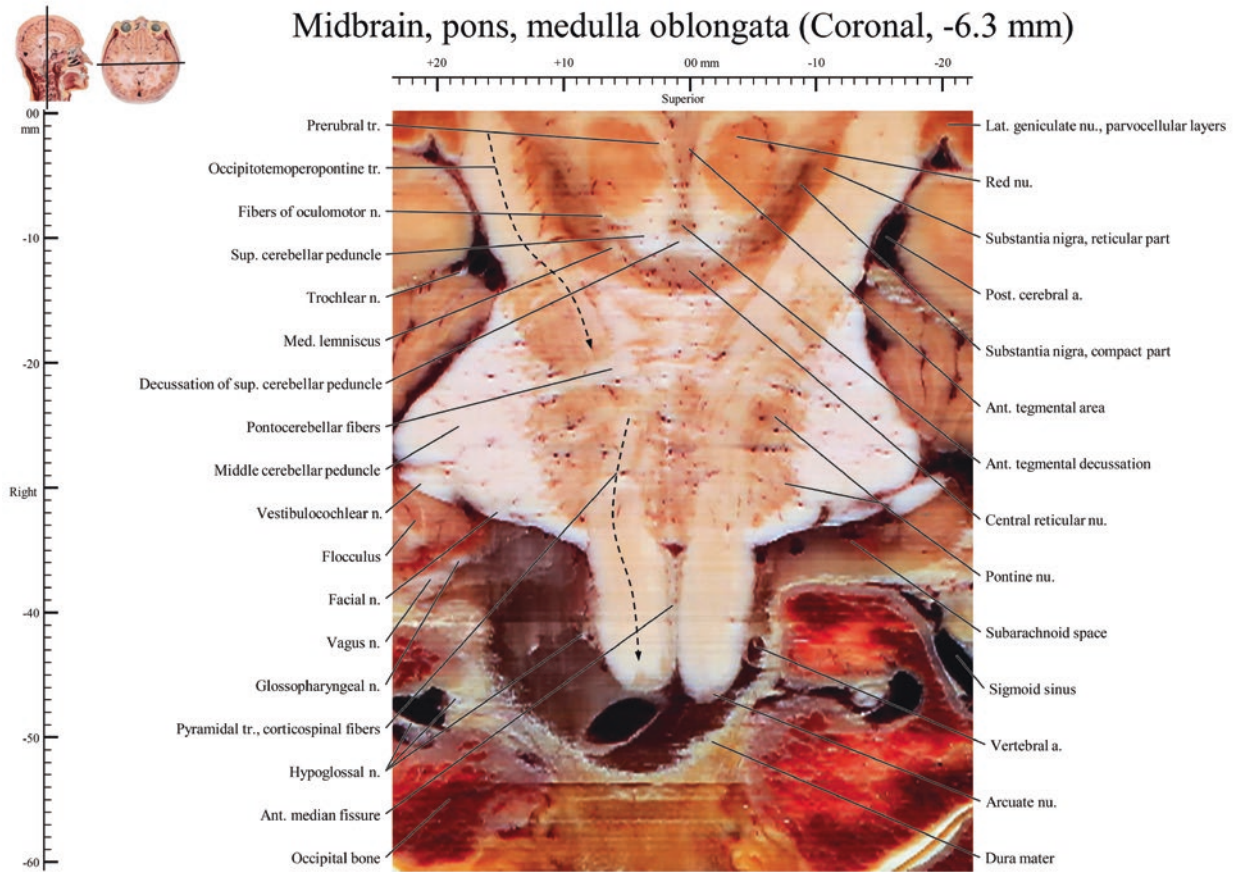 Midbrain, pons, medulla oblongata (Coronal, -6.3 mm)
+20 +10 00 mm -10 -20
Superior
00
mm
-10
-20
-30
-40
-50
-60
Right
Prerubral tr.
Occipitotemoperopontine tr.
Fibers of oculomotor n.
Sup. cerebellar peduncle
Trochlear n.
Med. lemniscus
Decussation of sup. cerebellar peduncle
Pontocerebellar fibers
Middle cerebellar peduncle
Vestibulocochlear n.
Flocculus
Facial n.
Vagus n.
Glossopharyngeal n.
Pyramidal tr., corticospinal fibers
Hypoglossal n.
Ant. median fissure
Occipital bone
Lat. geniculate nu., parvocellular layers
Red nu.
Substantia nigra, reticular part
Post. cerebral a.
Substantia nigra, compact part
Ant. tegmental area
Ant. tegmental decussation
Central reticular nu.
Pontine nu.
Subarachnoid space
Sigmoid sinus
Vertebral a.
Arcuate nu.
Dura mater